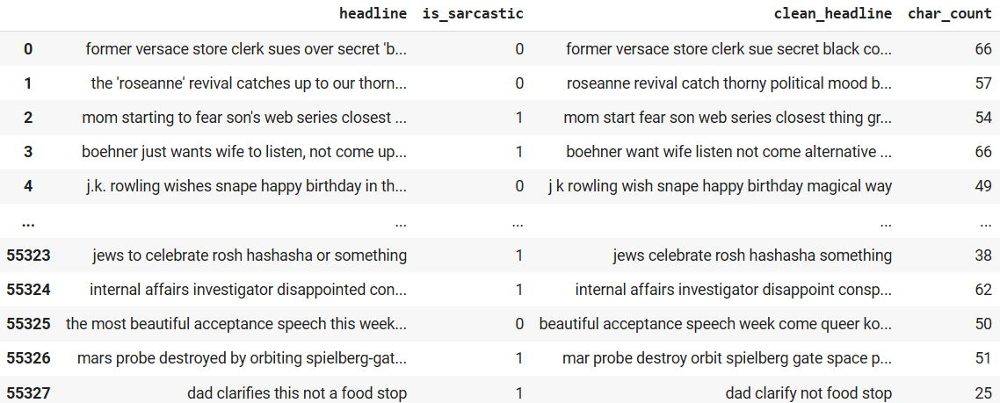 headline is_sarcastic clean_headline char_count
0 former versace store clerk sues over secret 'b... 0 former versace store clerk sue secret black co... 66
1 the 'roseanne' revival catches up to our thorn... 0 roseanne revival catch thorny political mood b... 57
2 mom starting to fear son's web series closest ... 1 mom start fear son web series closest thing gr... 54
3 boehner just wants wife to listen, not come up... 1 boehner want wife listen not come alternative ... 66
4 j.k. rowling wishes snape happy birthday in th... 0 j k rowling wish snape happy birthday magical way 49
... ... ... ... ...
55323 jews to celebrate rosh hashasha or something 1 jews celebrate rosh hashasha something 38
55324 internal affairs investigator disappointed con... 1 internal affairs investigator disappoint consp... 62
55325 the most beautiful acceptance speech this week... 0 beautiful acceptance speech week come queer ko... 50
55326 mars probe destroyed by orbiting spielberg-gat... 1 mar probe destroy orbit spielberg gate space p... 51
55327 dad clarifies this not a food stop 1 dad clarify not food stop 25